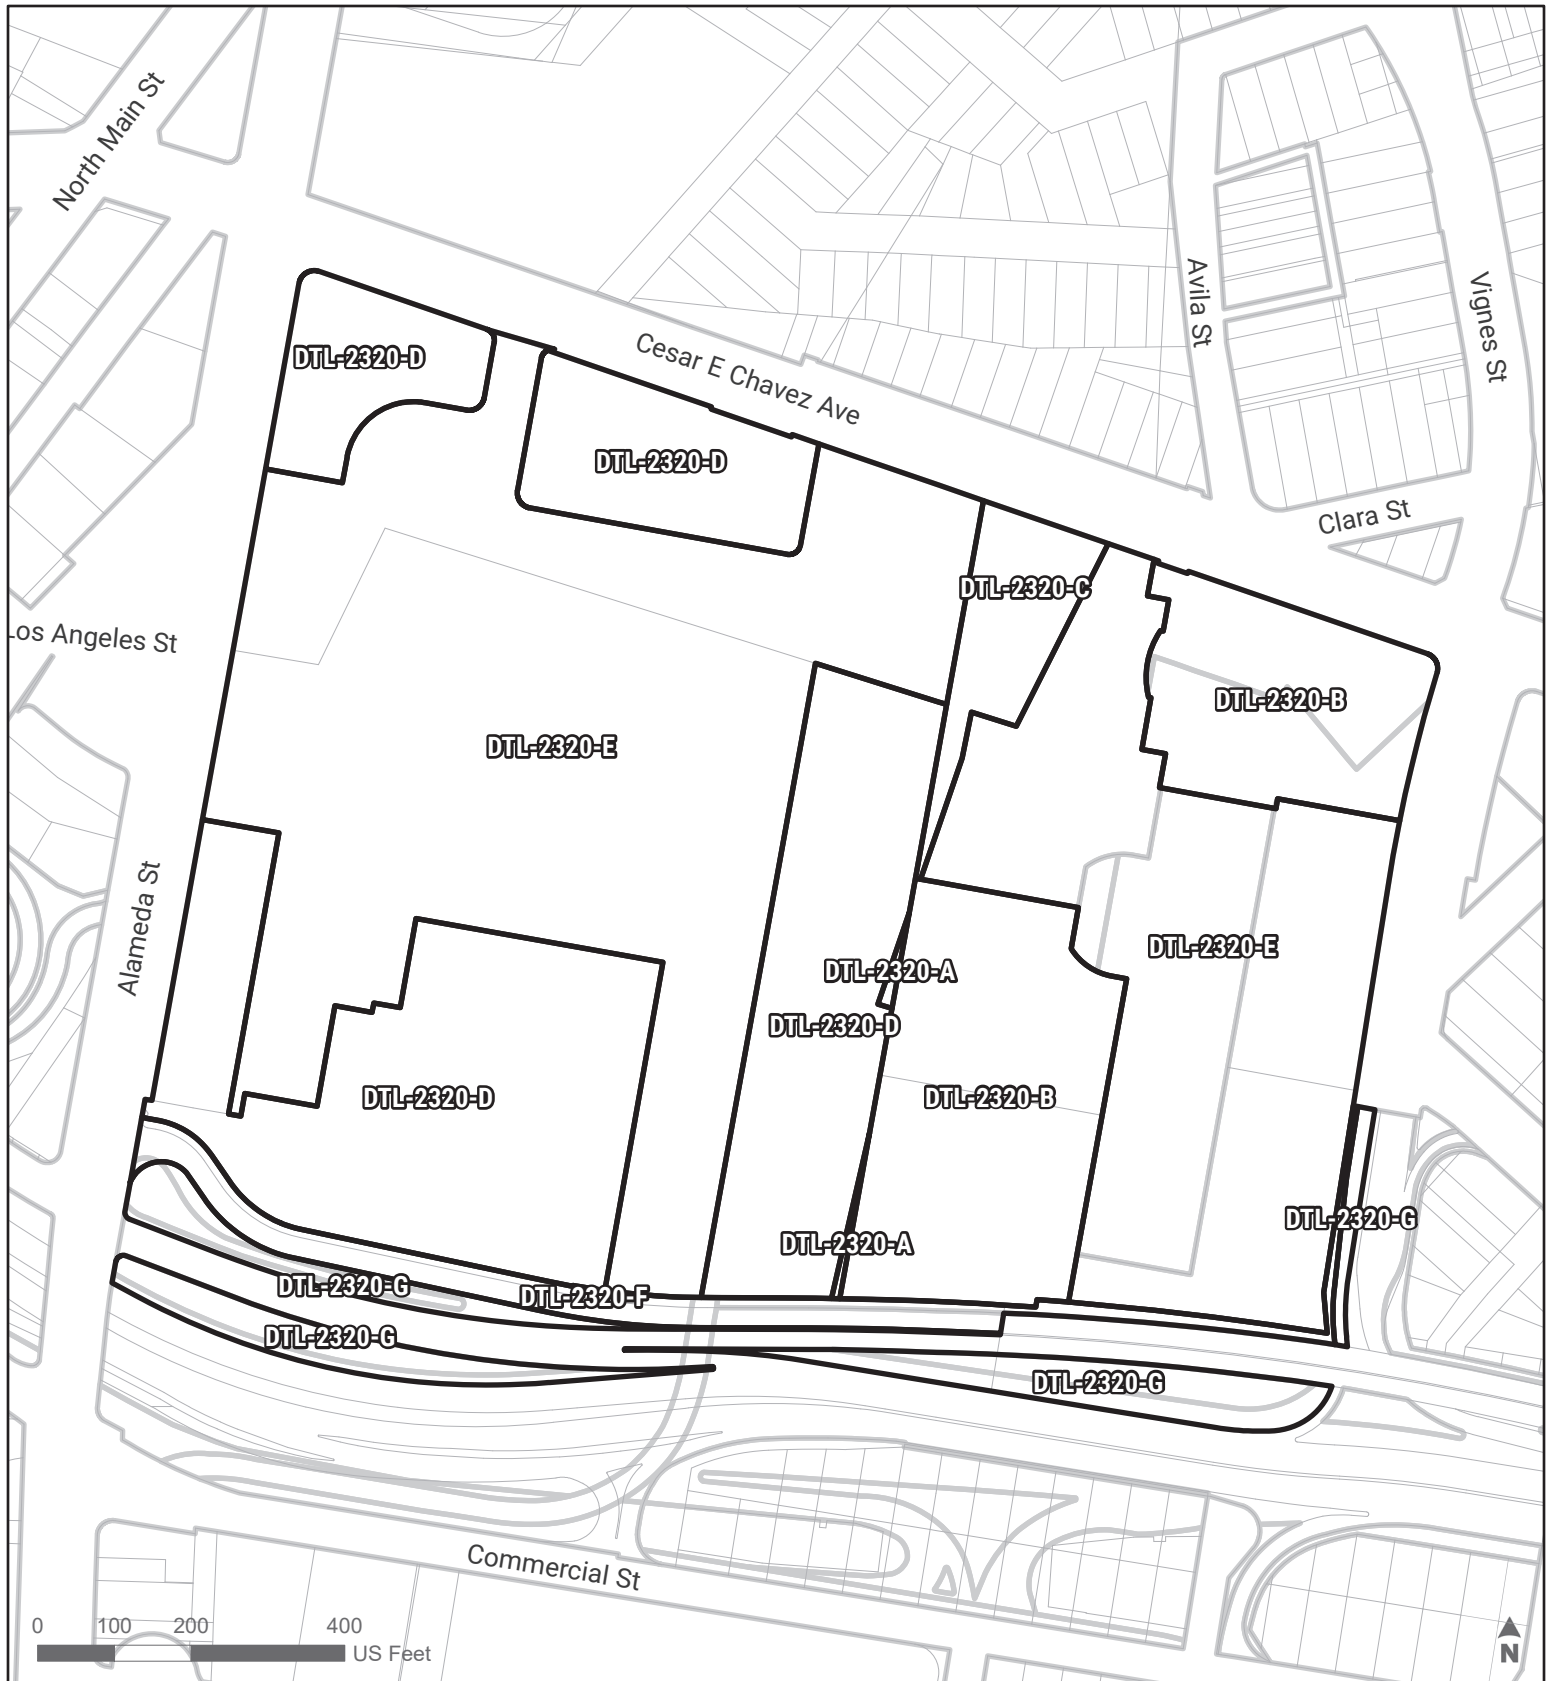 North Main St
Cesar E Chavez Ave
Avila St
Vignes St
DTL-2320-D
DTL-2320-D
Clara St
DTL-2320-C
Los Angeles St
DTL-2320-B
DTL-2320-E
Alameda St
DTL-2320-E
DTL-2320-A
DTL-2320-D
DTL-2320-D
DTL-2320-B
DTL-2320-G
DTL-2320-A
DTL-2320-G
DTL-2320-F
DTL-2320-G
DTL-2320-G
Commercial St
0 100 200 400
US Feet
N